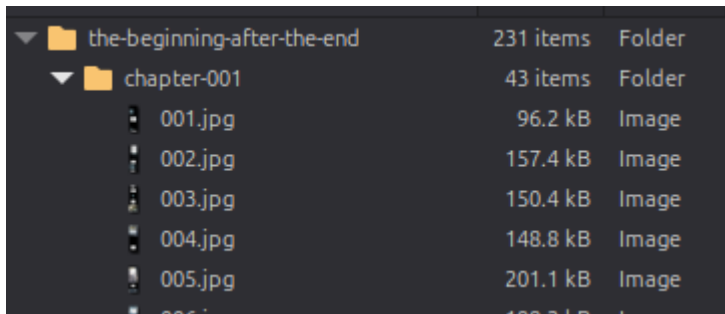 the-beginning-after-the-end 231 items Folder
chapter-001 43 items Folder
001.jpg 96.2 kB Image
002.jpg 157.4 kB Image
003.jpg 150.4 kB Image
004.jpg 148.8 kB Image
005.jpg 201.1 kB Image